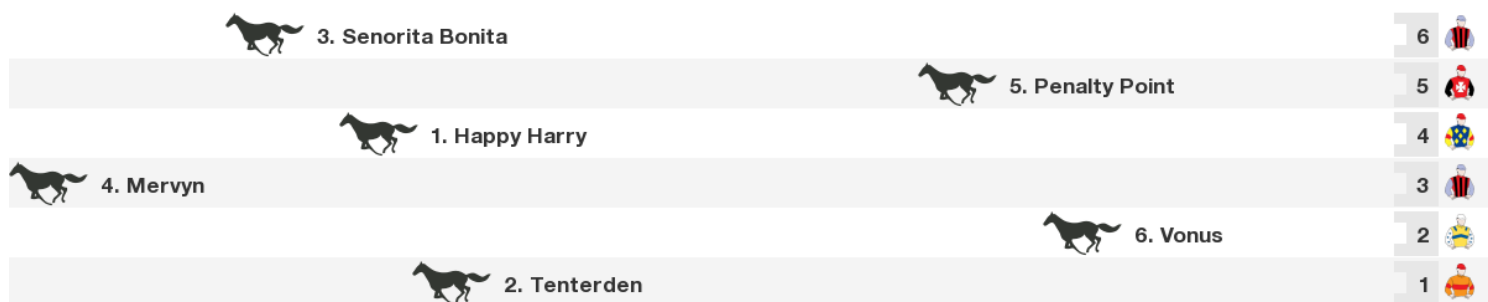 3. Senorita Bonita 6
5. Penalty Point 5
1. Happy Harry 4
4. Mervyn 3
6. Vonus 2
2. Tenterden 1